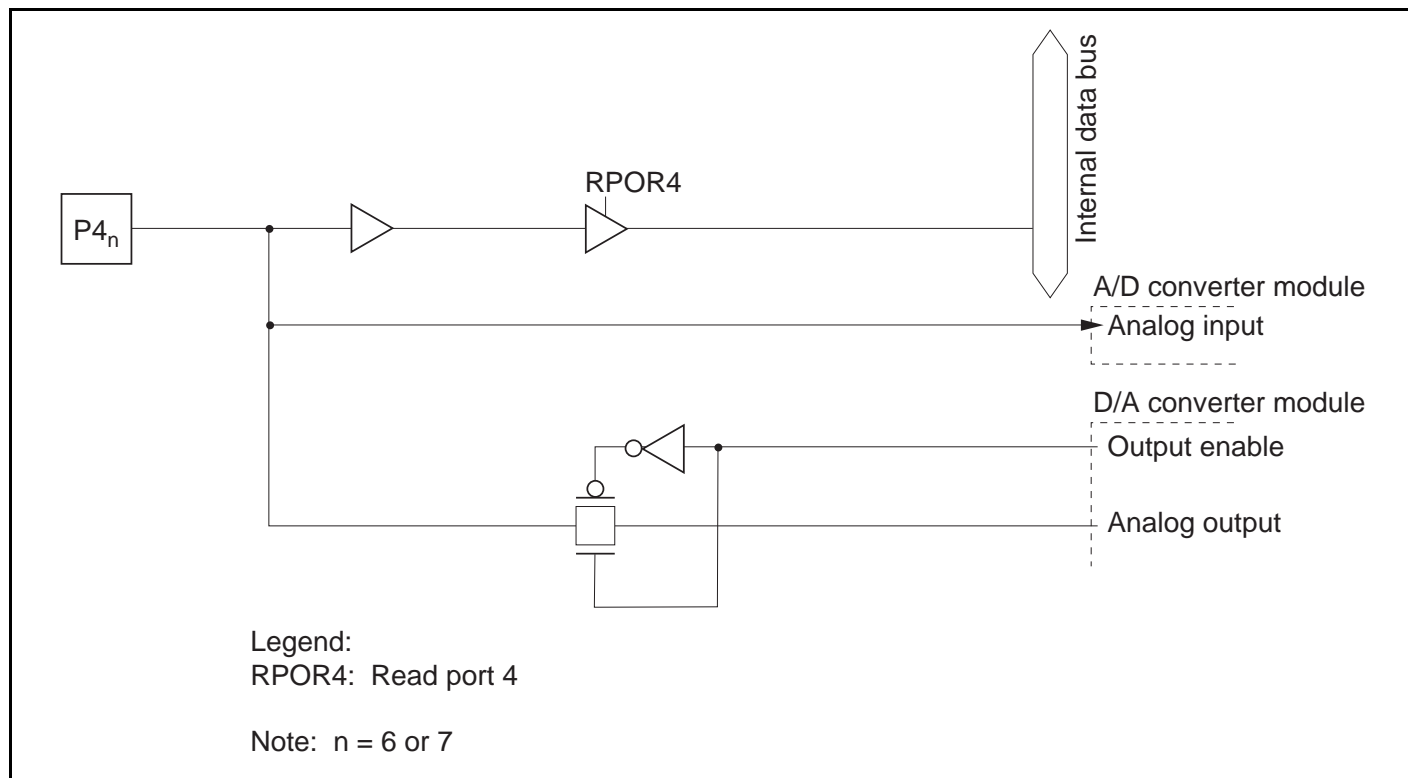 RPOR4
P4n
Internal data bus
A/D converter module
Analog input
D/A converter module
Output enable
Analog output
Legend:
RPOR4: Read port 4
Note: n = 6 or 7